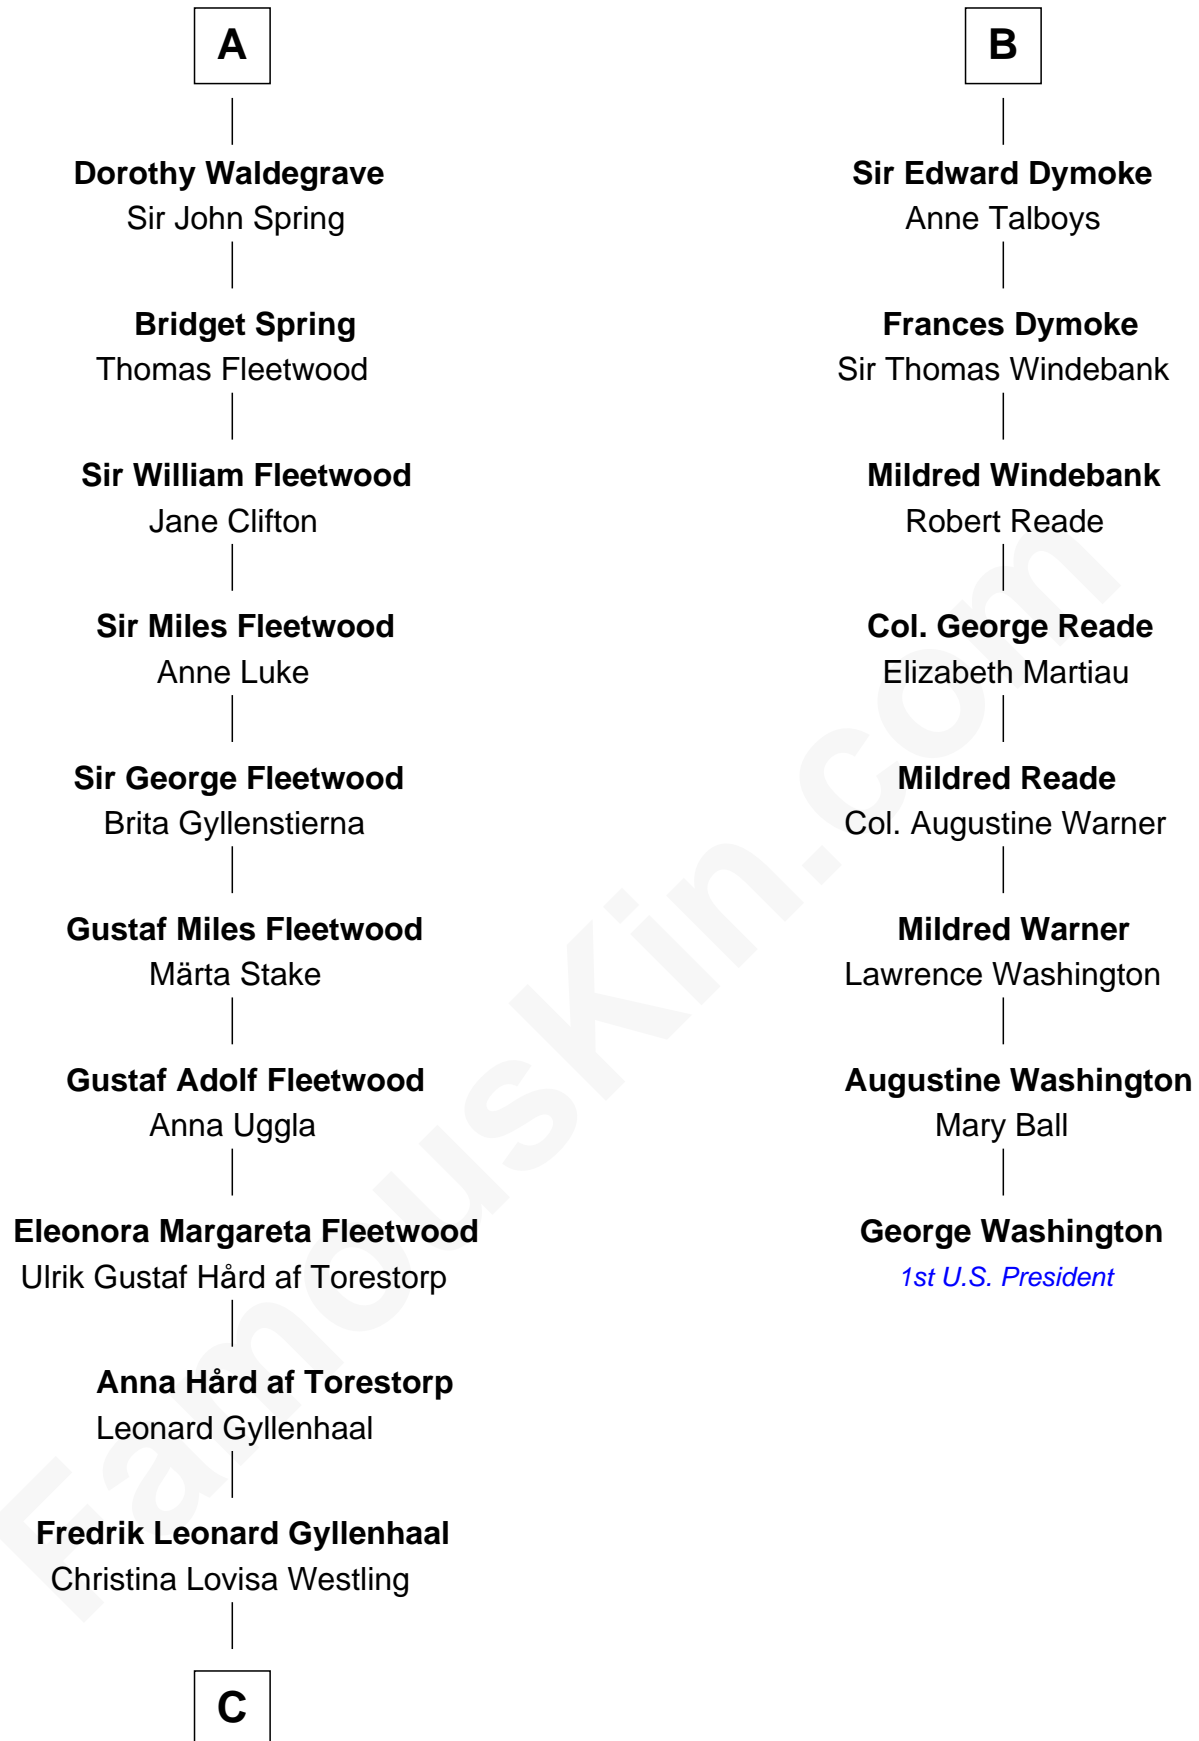 A
Dorothy Waldegrave
Sir John Spring
Bridget Spring
Thomas Fleetwood
Sir William Fleetwood
Jane Clifton
Sir Miles Fleetwood
Anne Luke
Sir George Fleetwood
Brita Gyllenstierna
Gustaf Miles Fleetwood
Märta Stake
Gustaf Adolf Fleetwood
Anna Uggla
Eleonora Margareta Fleetwood
Ulrik Gustaf Hård af Torestorp
Anna Hård af Torestorp
Leonard Gyllenhaal
Fredrik Leonard Gyllenhaal
Christina Lovisa Westling
C
B
Sir Edward Dymoke
Anne Talboys
Frances Dymoke
Sir Thomas Windebank
Mildred Windebank
Robert Reade
Col. George Reade
Elizabeth Martiau
Mildred Reade
Col. Augustine Warner
Mildred Warner
Lawrence Washington
Augustine Washington
Mary Ball
George Washington
1st U.S. President
FamousKin.com